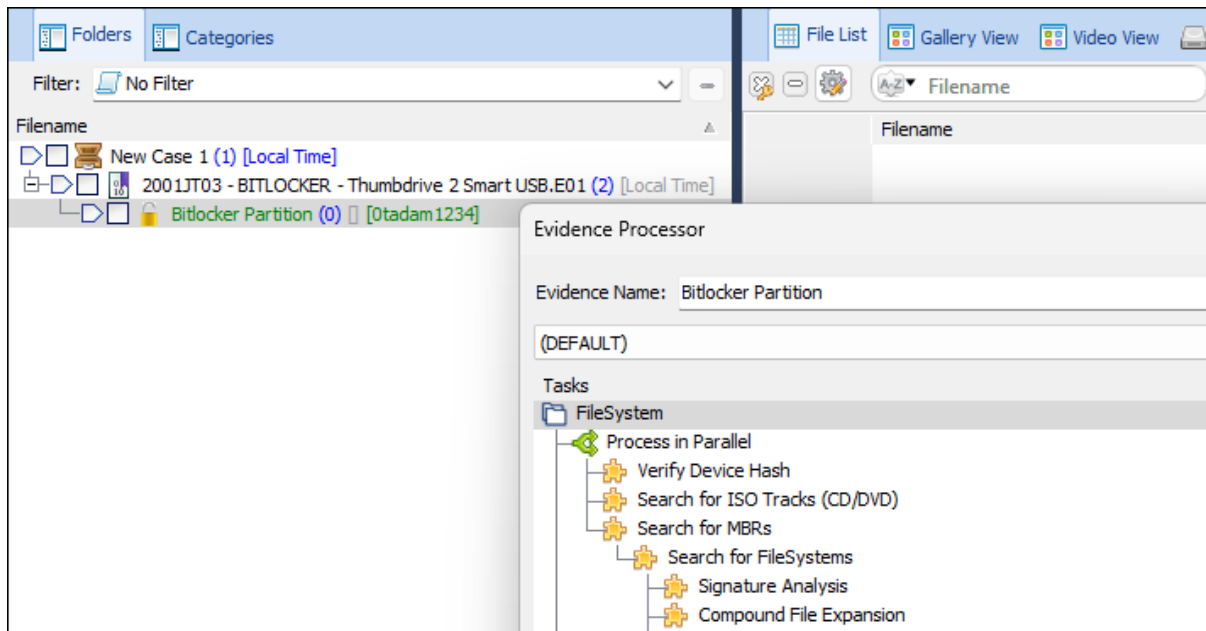 Folders
Categories
Filter: No Filter
Filename
New Case 1 (1) [Local Time]
2001JT03 - BITLOCKER - Thumbdrive 2 Smart USB.E01 (2) [Local Time]
Bitlocker Partition (0) [] [0tadam1234]
File List
Gallery View
Video View
A-Z Filename
Filename
Evidence Processor
Evidence Name: Bitlocker Partition
(DEFAULT)
Tasks
FileSystem
Process in Parallel
Verify Device Hash
Search for ISO Tracks (CD/DVD)
Search for MBRs
Search for FileSystems
Signature Analysis
Compound File Expansion